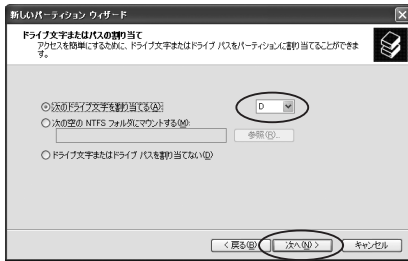 新しいパーティション ウィザード
ドライブ文字またはパスの割り当て
アクセスを簡単にするために、ドライブ文字またはドライブ パスをパーティションに割り当てることができま
す。
次のドライブ文字を割り当てる(A):
D
次の空の NTFS フォルダにマウントする(M):
参照(R)...
ドライブ文字またはドライブ パスを割り当てない(D)
< 戻る(B)
次へ(N) >
キャンセル